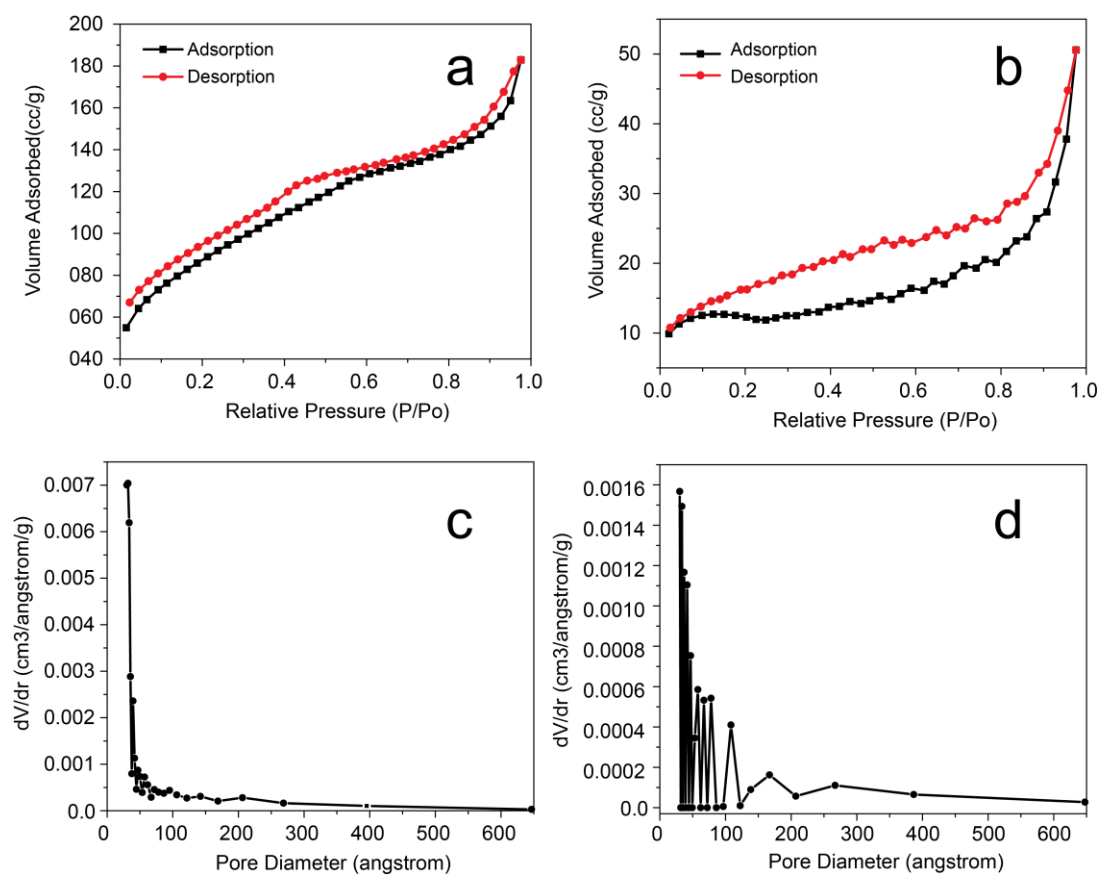 200
180
160
140
120
100
080
060
040
Volume Adsorbed(cc/g)
Adsorption
Desorption
a
0.0 0.2 0.4 0.6 0.8 1.0
Relative Pressure (P/Po)
50
40
30
20
10
Volume Adsorbed (cc/g)
Adsorption
Desorption
b
0.0 0.2 0.4 0.6 0.8 1.0
Relative Pressure (P/Po)
0.007
0.006
0.007
0.004
0.003
0.002
0.001
0.0
dV/dr (cm3/angstrom/g)
c
0 100 200 300 400 500 600
Pore Diameter (angstrom)
0.0016
0.0014
0.0012
0.0010
0.0008
0.0006
0.0004
0.0002
0.0
dV/dr (cm3/angstrom/g)
d
0 100 200 300 400 500 600
Pore Diameter (angstrom)